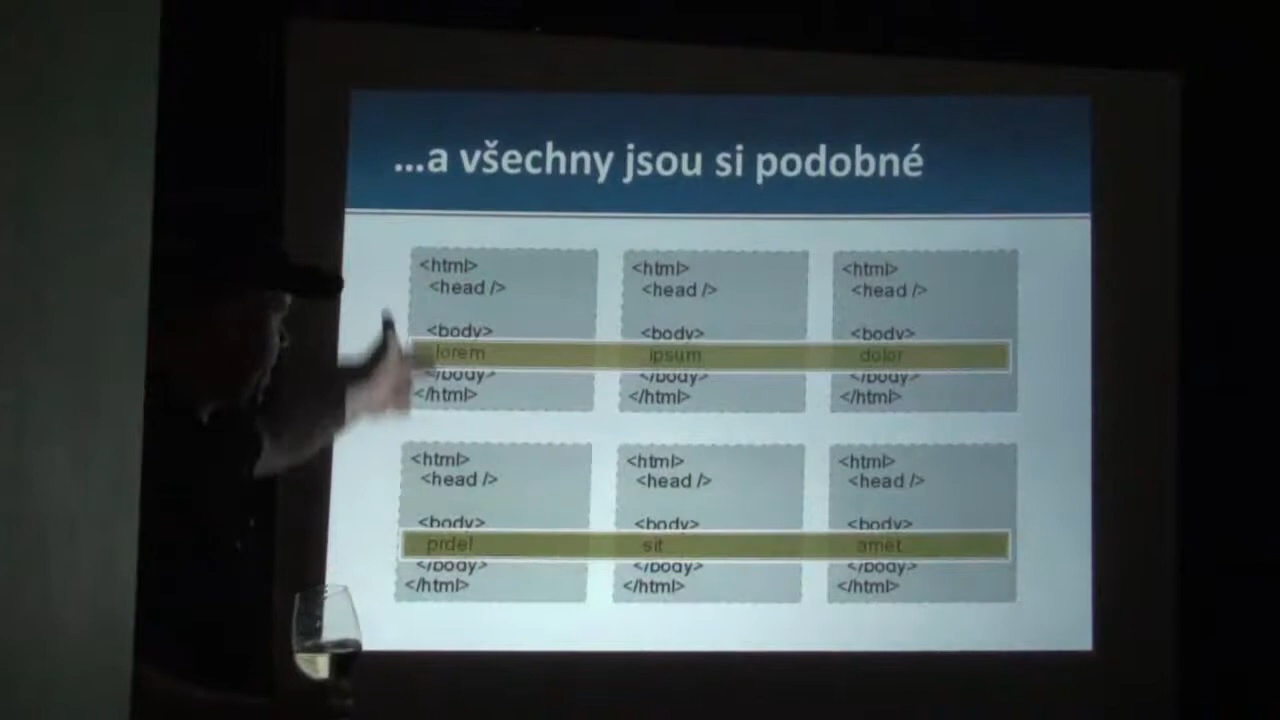 ...a všechny jsou si podobné
<html>
<head />
<body>
lorem
</body>
</html>
<html>
<head />
<body>
ipsum
</body>
</html>
<html>
<head />
<body>
dolor
</body>
</html>
<html>
<head />
<body>
prdel
</body>
</html>
<html>
<head />
<body>
sit
</body>
</html>
<html>
<head />
<body>
amet
</body>
</html>